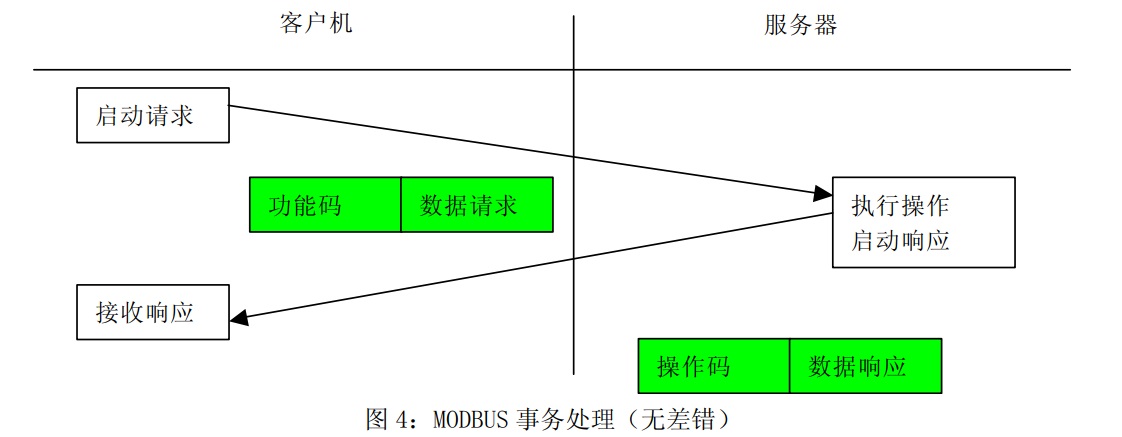 客户机
服务器
启动请求
功能码
数据请求
执行操作
启动响应
接收响应
操作码
数据响应
图 4：MODBUS 事务处理（无差错）